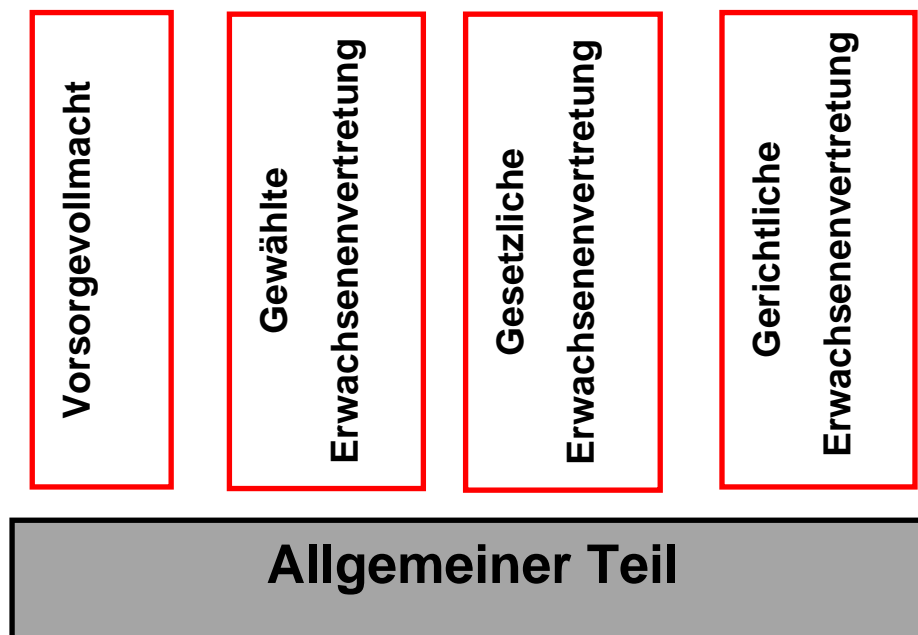 Vorsorgevollmacht
Gewählte
Erwachsenenvertretung
Gesetzliche
Erwachsenenvertretung
Gerichtliche
Erwachsenenvertretung
Allgemeiner Teil